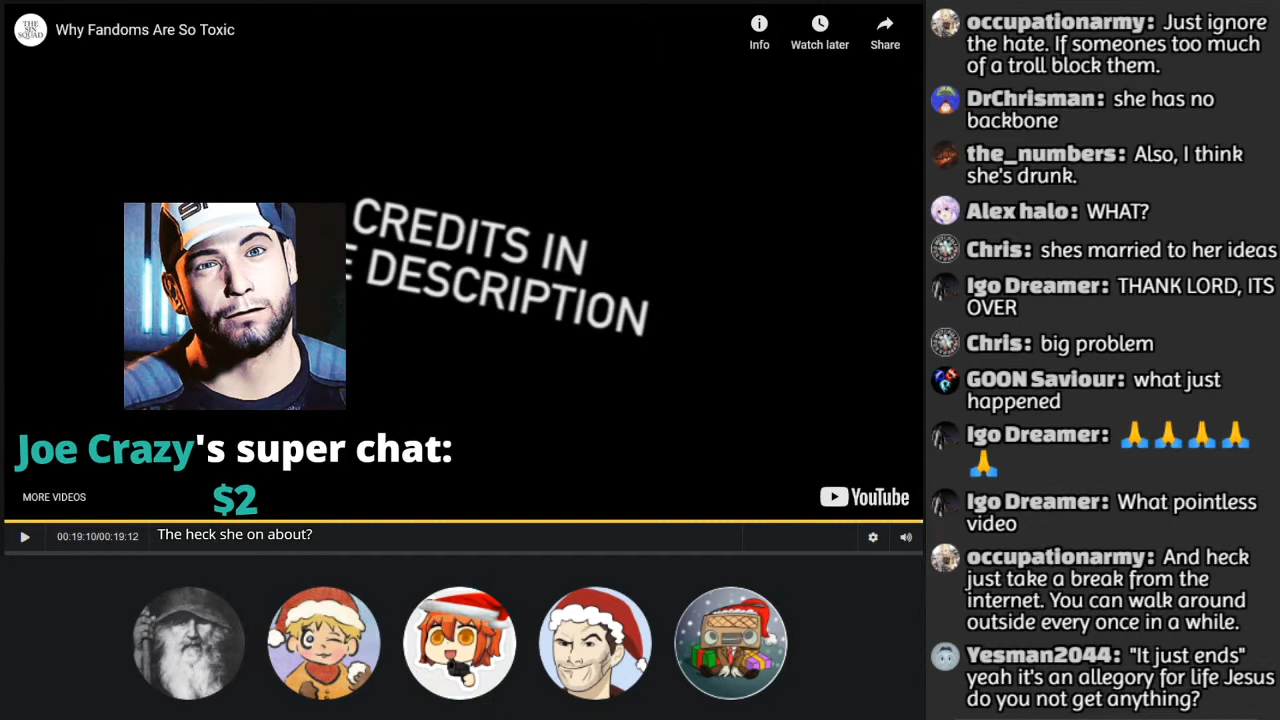 THE
SIN
SQUAD
Why Fandoms Are So Toxic
Info
Watch later
Share
CREDITS IN
E DESCRIPTION
Joe Crazy's super chat:
$2
MORE VIDEOS
YouTube
00:19:10/00:19:12
The heck she on about?
occupationarmy: Just ignore
the hate. If someones too much
of a troll block them.
DrChrisman: she has no
backbone
the_numbers: Also, I think
she's drunk.
Alex halo: WHAT?
Chris: shes married to her ideas
Igo Dreamer: THANK LORD, ITS
OVER
Chris: big problem
GOON Saviour: what just
happened
Igo Dreamer: 🙏🙏🙏🙏
🙏
Igo Dreamer: What pointless
video
occupationarmy: And heck
just take a break from the
internet. You can walk around
outside every once in a while.
Yesman2044: "It just ends"
yeah it's an allegory for life Jesus
do you not get anything?